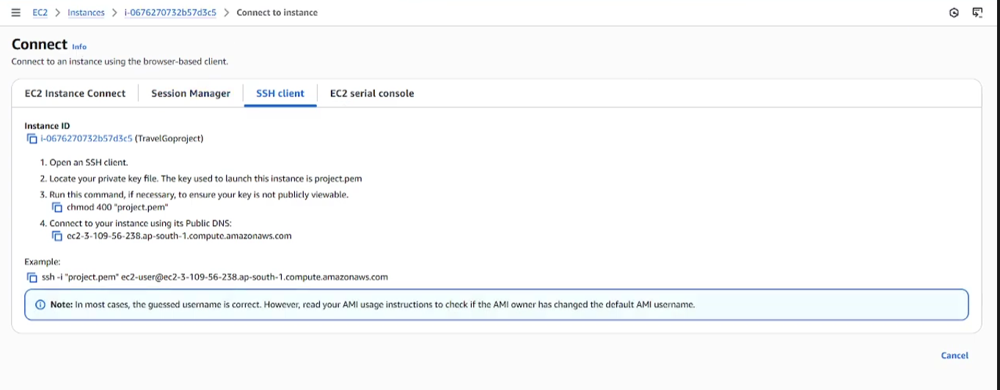 EC2 > Instances > i-0676270732b57d3c5 > Connect to instance
Connect Info
Connect to an instance using the browser-based client.
EC2 Instance Connect Session Manager SSH client EC2 serial console
Instance ID
i-0676270732b57d3c5 (TravelGoproject)
1. Open an SSH client.
2. Locate your private key file. The key used to launch this instance is project.pem
3. Run this command, if necessary, to ensure your key is not publicly viewable.
chmod 400 "project.pem"
4. Connect to your instance using its Public DNS:
ec2-3-109-56-238.ap-south-1.compute.amazonaws.com
Example:
ssh -i "project.pem" ec2-user@ec2-3-109-56-238.ap-south-1.compute.amazonaws.com
Note: In most cases, the guessed username is correct. However, read your AMI usage instructions to check if the AMI owner has changed the default AMI username.
Cancel